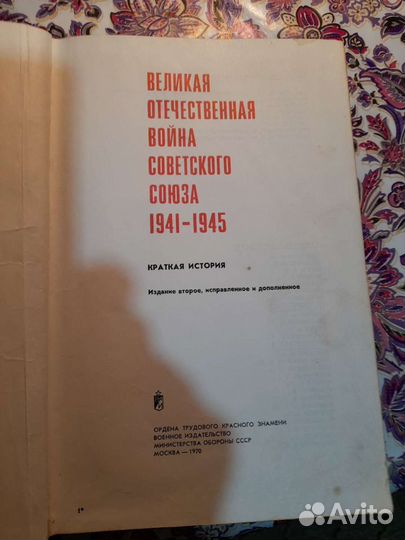 ВЕЛИКАЯ
ОТЕЧЕСТВЕННАЯ
ВОЙНА
СОВЕТСКОГО
СОЮЗА
1941-1945
КРАТКАЯ ИСТОРИЯ
Издание второе, исправленное и дополненное
ОРДЕНА ТРУДОВОГО КРАСНОГО ЗНАМЕНИ
ВОЕННОЕ ИЗДАТЕЛЬСТВО
МИНИСТЕРСТВА ОБОРОНЫ СССР
МОСКВА — 1970
1*
Avito